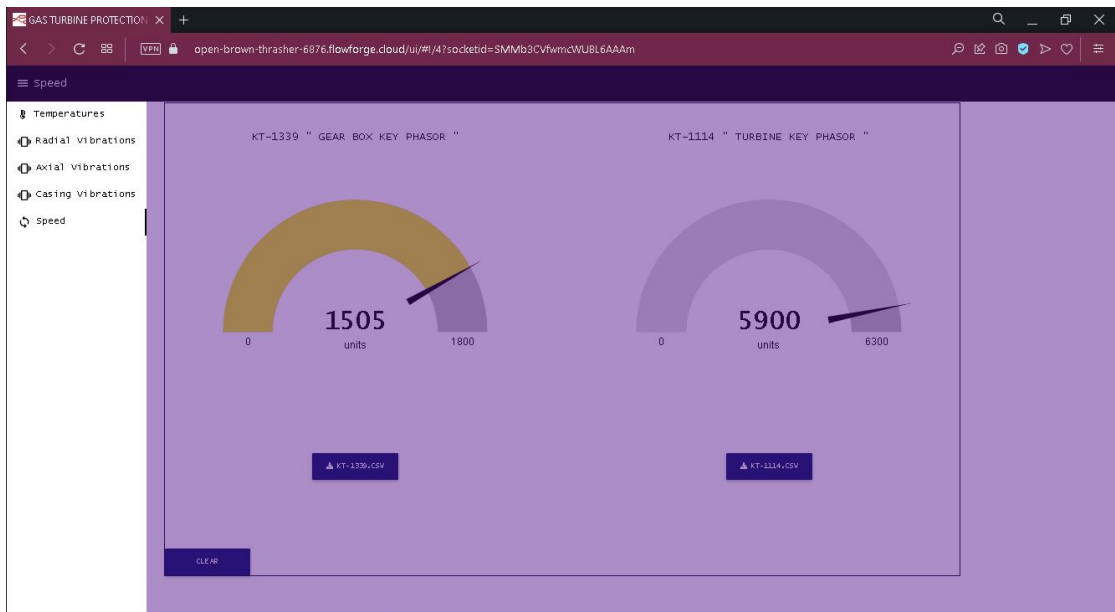 GAS TURBINE PROTECTION
VPN
open-brown-thrasher-6876.flowforge.cloud/ui/#!/4?socketid=SMMb3CVfwmcWUBL6AAAm
Speed
Temperatures
Radial Vibrations
Axial Vibrations
Casing Vibrations
Speed
KT-1339 " GEAR BOX KEY PHASOR "
1505
units
0
1800
KT-1339.CSV
KT-1114 " TURBINE KEY PHASOR "
5900
units
0
6300
KT-1114.CSV
CLEAR